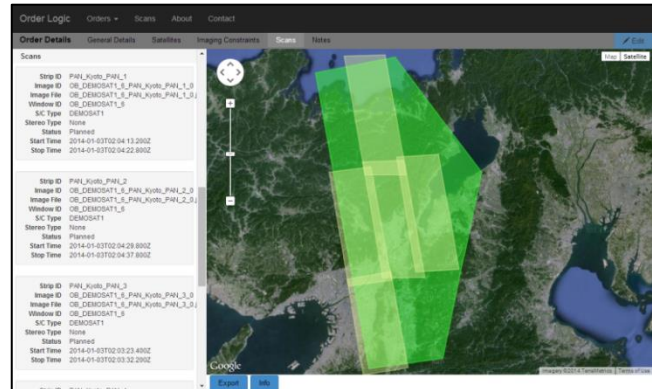 Order Logic Orders Scans About Contact
Order Details General Details Satellites Imaging Constraints Scans Notes Edit
Scans
Map Satellite
Strip ID PAN_Kyoto_PAN_1
Image ID OB_DEMOSAT1_6_PAN_Kyoto_PAN_1_0
Image File OB_DEMOSAT1_6_PAN_Kyoto_PAN_1_0.j
Window ID OB_DEMOSAT1_6
S/C Type DEMOSAT1
Stereo Type None
Status Planned
Start Time 2014-01-03T02:04:13.200Z
Stop Time 2014-01-03T02:04:22.800Z
Strip ID PAN_Kyoto_PAN_2
Image ID OB_DEMOSAT1_6_PAN_Kyoto_PAN_2_0
Image File OB_DEMOSAT1_6_PAN_Kyoto_PAN_2_0.j
Window ID OB_DEMOSAT1_6
S/C Type DEMOSAT1
Stereo Type None
Status Planned
Start Time 2014-01-03T02:04:29.800Z
Stop Time 2014-01-03T02:04:37.800Z
Strip ID PAN_Kyoto_PAN_3
Image ID OB_DEMOSAT1_6_PAN_Kyoto_PAN_3_0
Image File OB_DEMOSAT1_6_PAN_Kyoto_PAN_3_0.j
Window ID OB_DEMOSAT1_6
S/C Type DEMOSAT1
Stereo Type None
Status Planned
Start Time 2014-01-03T02:03:23.400Z
Stop Time 2014-01-03T02:03:32.200Z
Google
Imagery ©2014 TerraMetrics Terms of Use
Export Info